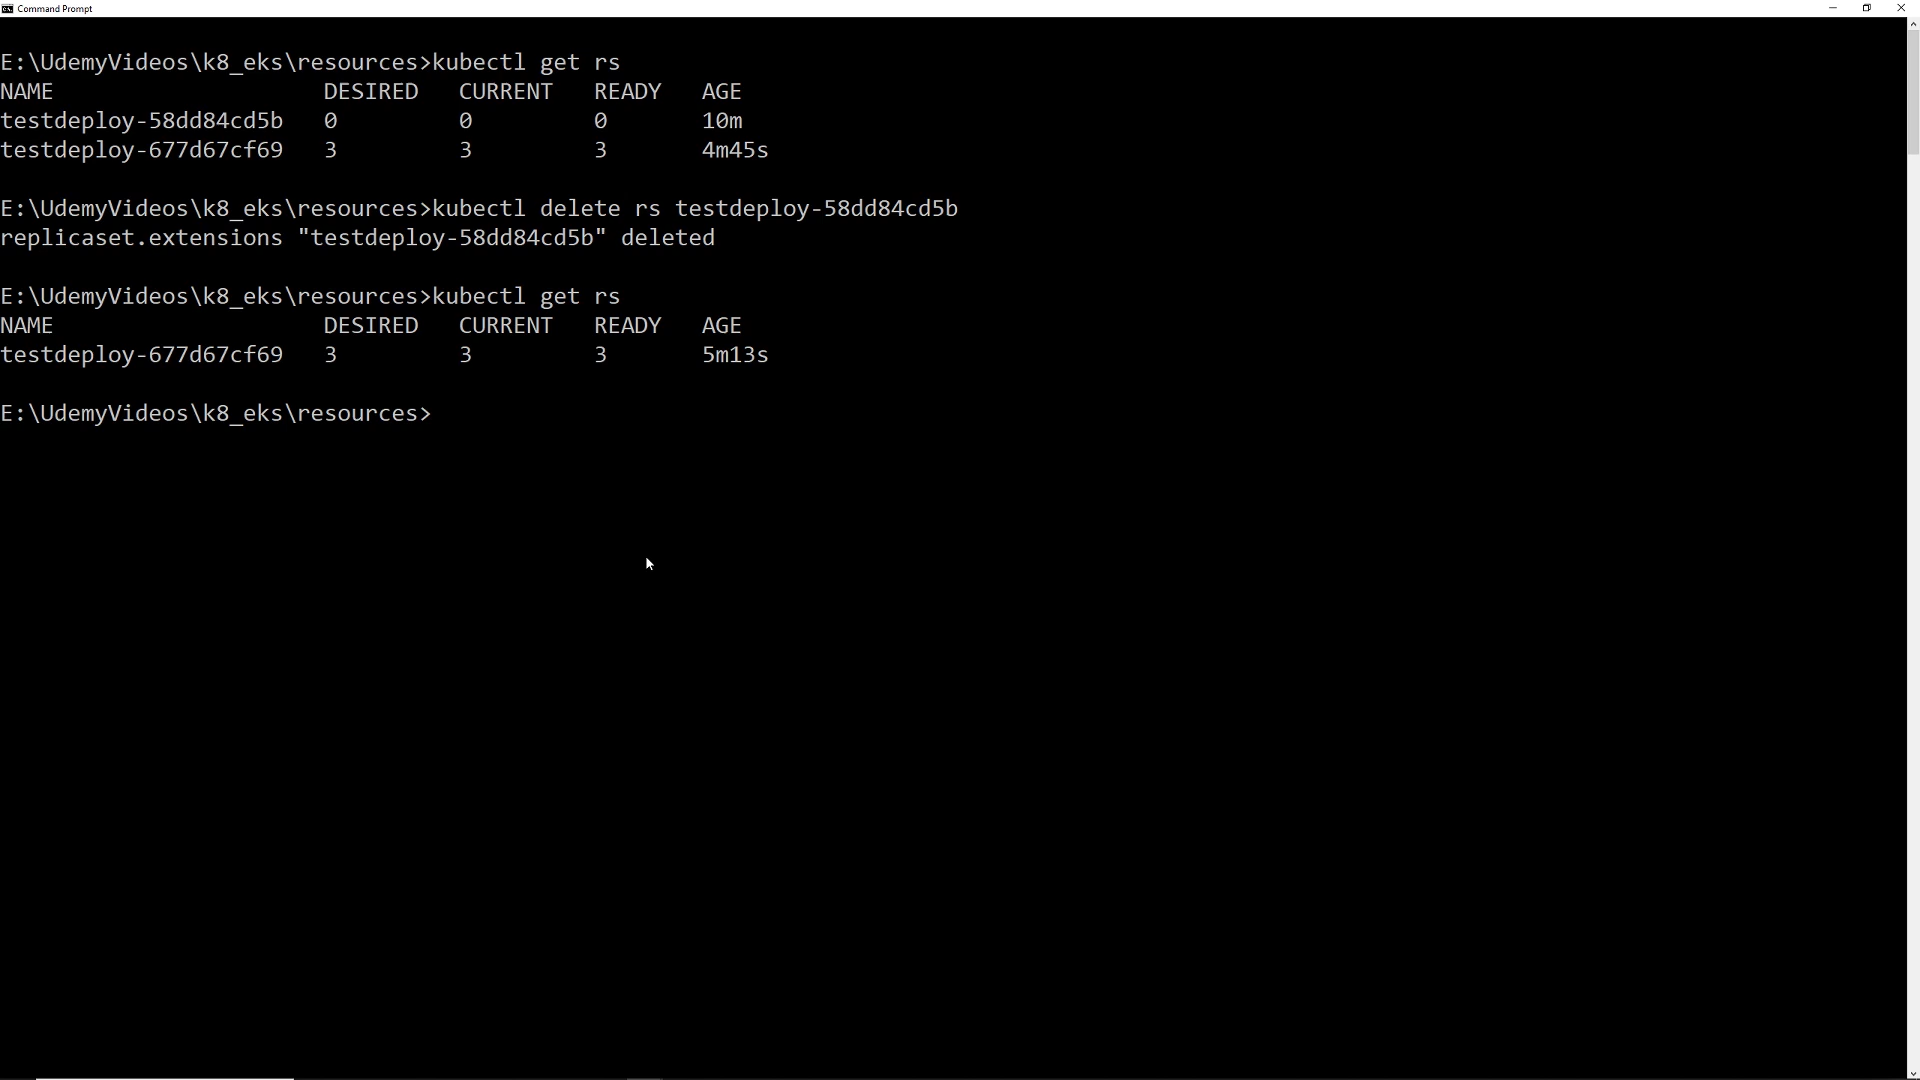 Command Prompt
E:\UdemyVideos\k8_eks\resources>kubectl get rs
NAME DESIRED CURRENT READY AGE
testdeploy-58dd84cd5b 0 0 0 10m
testdeploy-677d67cf69 3 3 3 4m45s
E:\UdemyVideos\k8_eks\resources>kubectl delete rs testdeploy-58dd84cd5b
replicaset.extensions "testdeploy-58dd84cd5b" deleted
E:\UdemyVideos\k8_eks\resources>kubectl get rs
NAME DESIRED CURRENT READY AGE
testdeploy-677d67cf69 3 3 3 5m13s
E:\UdemyVideos\k8_eks\resources>